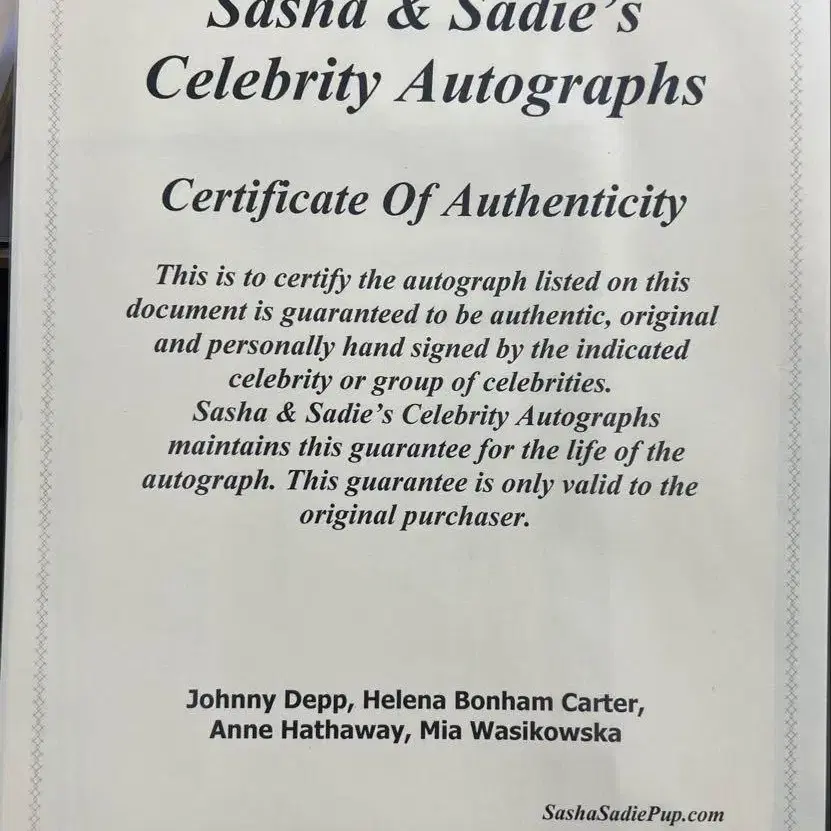 Sasha & Sadie's
Celebrity Autographs
Certificate Of Authenticity
This is to certify the autograph listed on this
document is guaranteed to be authentic, original
and personally hand signed by the indicated
celebrity or group of celebrities.
Sasha & Sadie's Celebrity Autographs
maintains this guarantee for the life of the
autograph. This guarantee is only valid to the
original purchaser.
Johnny Depp, Helena Bonham Carter,
Anne Hathaway, Mia Wasikowska
SashaSadiePup.com